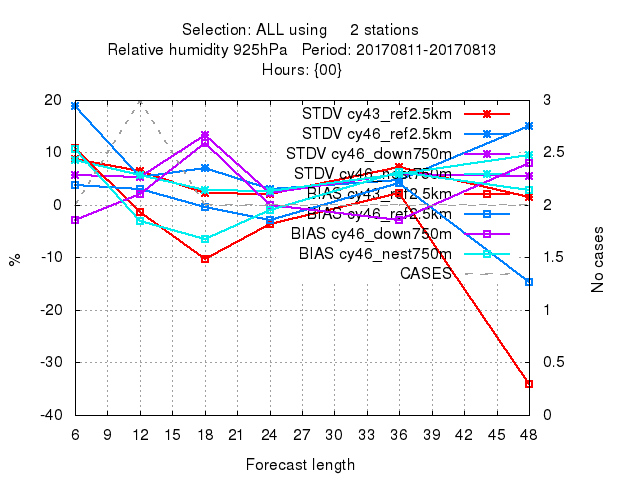 Selection: ALL using 2 stations
Relative humidity 925hPa Period: 20170811-20170813
Hours: {00}
20
10
0
-10
-20
-30
-40
%
3
2.5
2
1.5
1
0.5
0
No cases
STDV cy43_ref2.5km
STDV cy46_ref2.5km
STDV cy46_down750m
STDV cy46_nest750m
BIAS cy43_ref2.5km
BIAS cy46_ref2.5km
BIAS cy46_down750m
BIAS cy46_nest750m
CASES
6 9 12 15 18 21 24 27 30 33 36 39 42 45 48
Forecast length